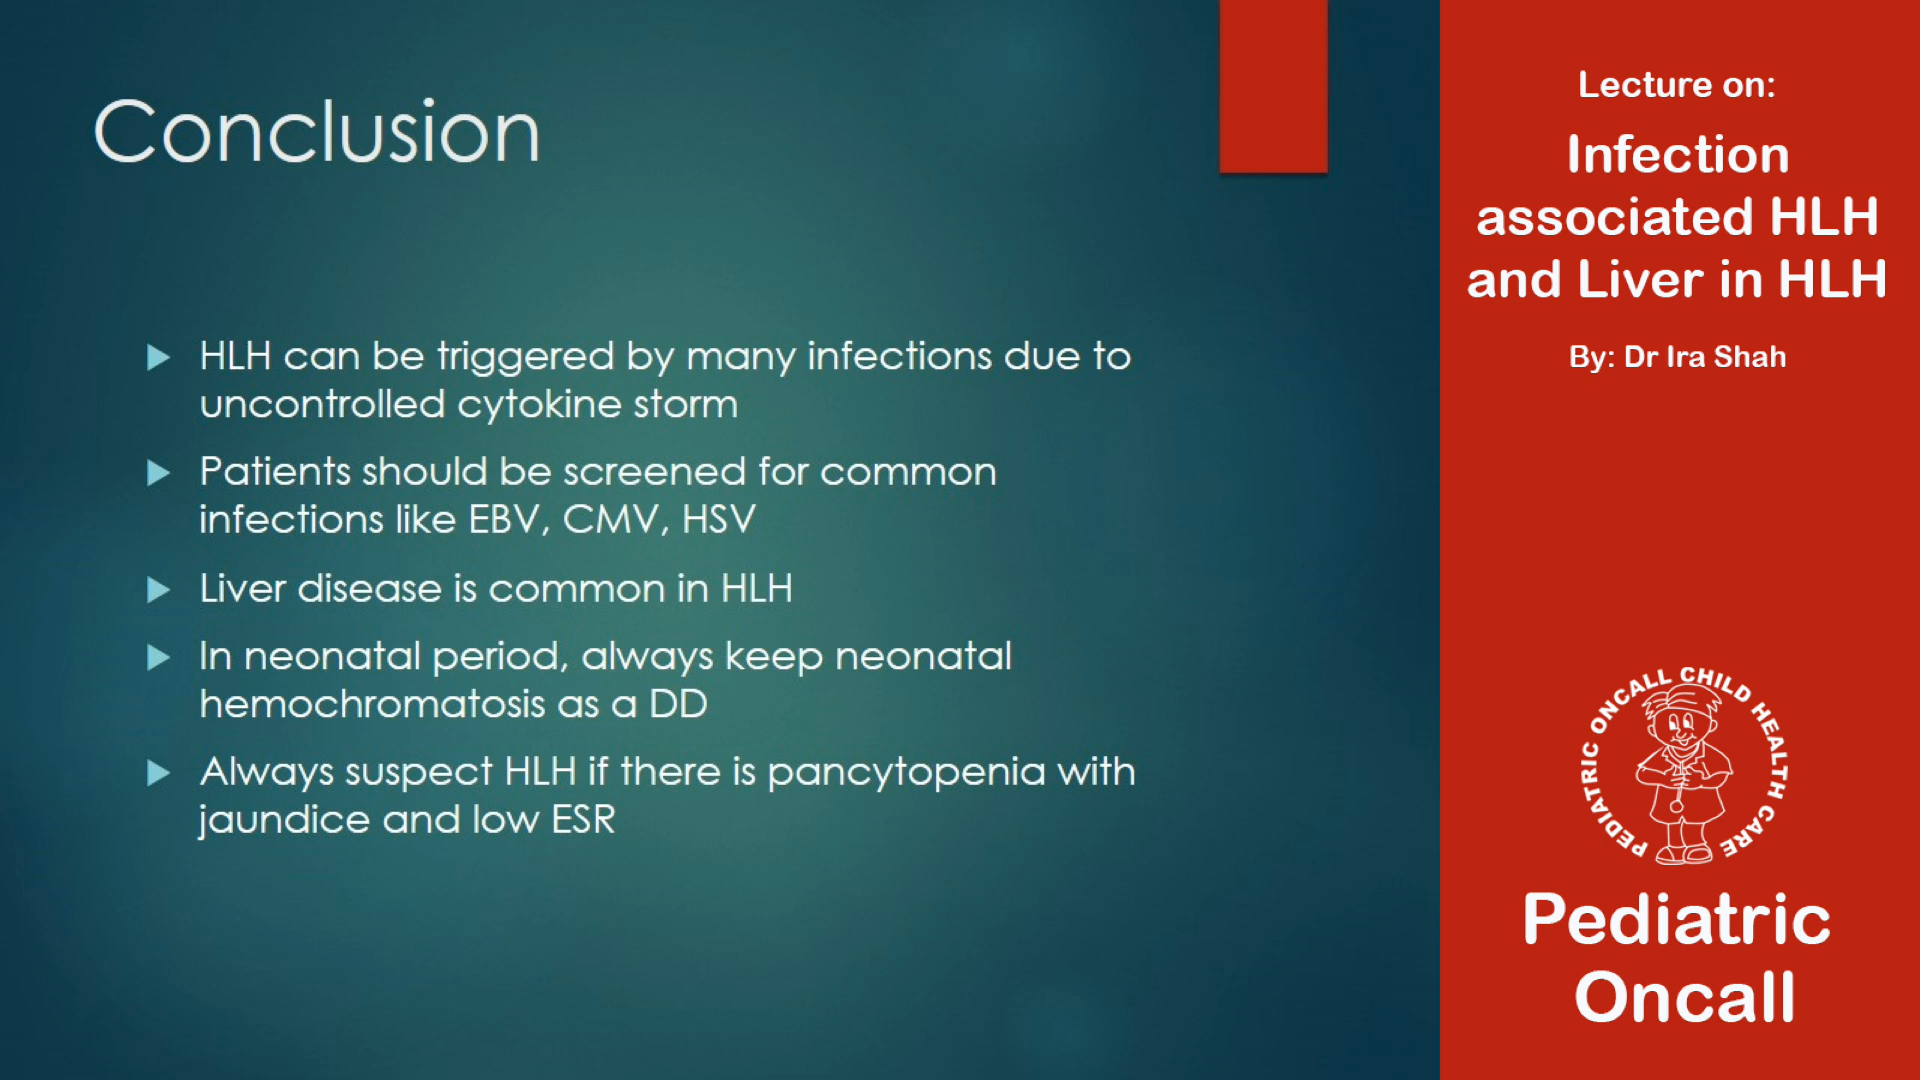 Conclusion
HLH can be triggered by many infections due to
uncontrolled cytokine storm
Patients should be screened for common
infections like EBV, CMV, HSV
Liver disease is common in HLH
In neonatal period, always keep neonatal
hemochromatosis as a DD
Always suspect HLH if there is pancytopenia with
jaundice and low ESR
Lecture on:
Infection
associated HLH
and Liver in HLH
By: Dr Ira Shah
PEDIATRIC ONCALL CHILD HEALTH CARE
Pediatric
Oncall